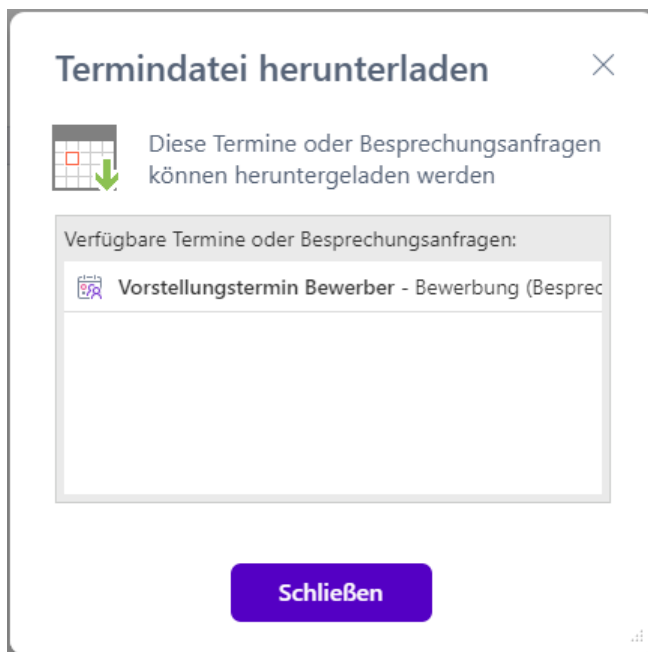 Termindatei herunterladen
Diese Termine oder Besprechungsanfragen
können heruntergeladen werden
Verfügbare Termine oder Besprechungsanfragen:
Vorstellungstermin Bewerber - Bewerbung (Besprec
Schließen